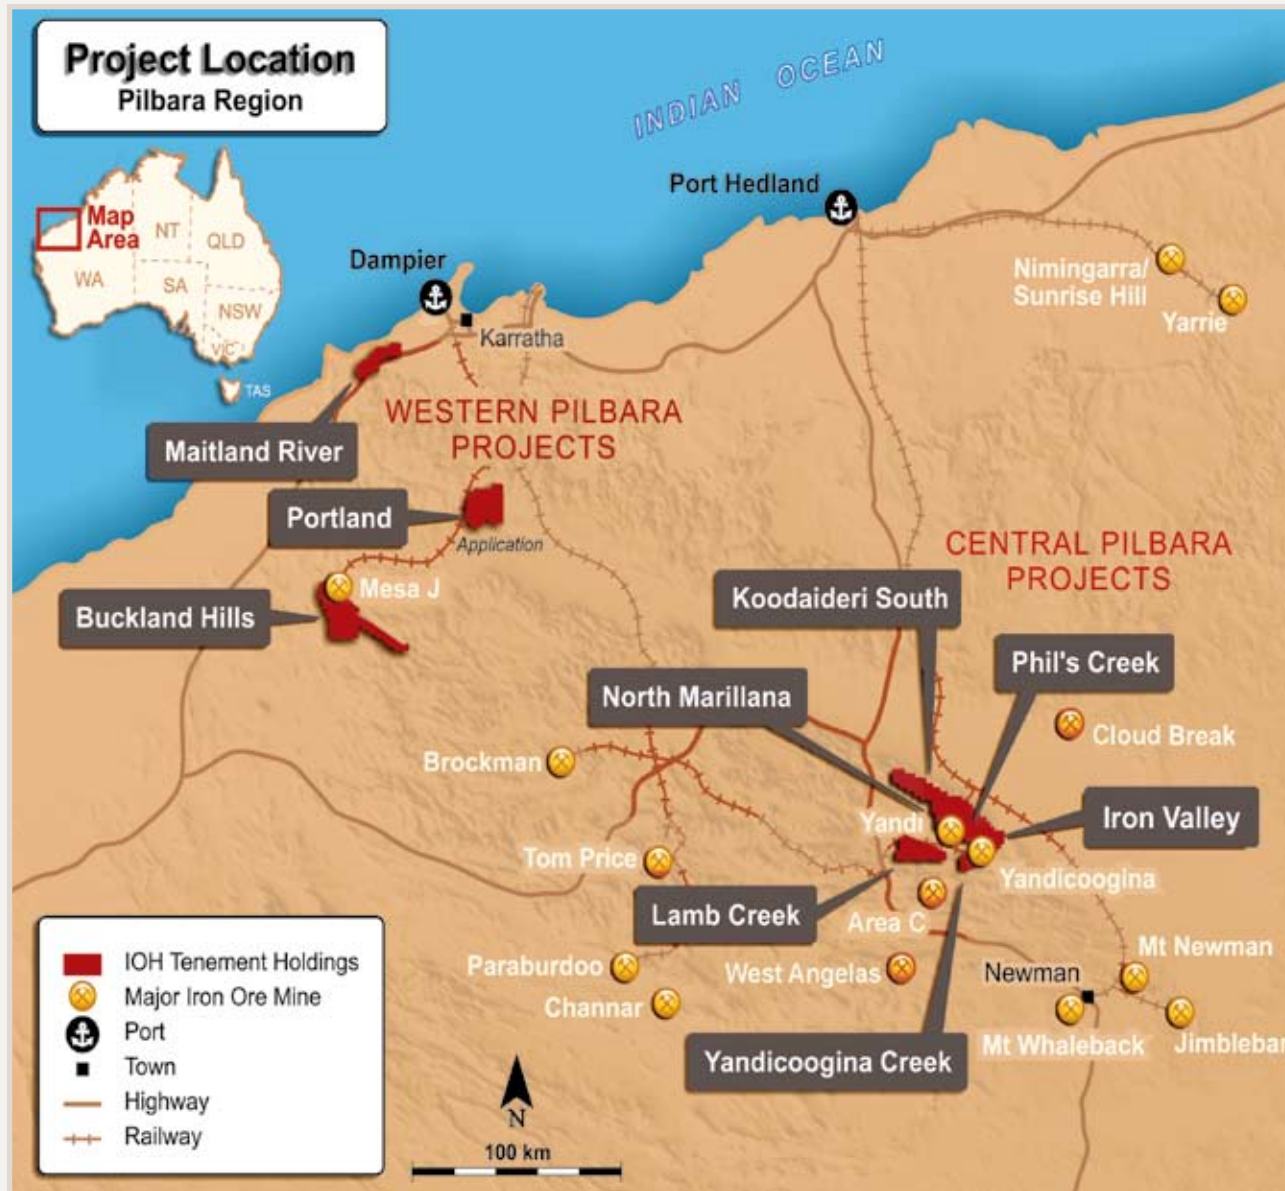 Project Location
Pilbara Region
INDIAN OCEAN
Port Hedland
Map
Area
NT
QLD
WA
SA
NSW
VIC
TAS
Dampier
Karratha
Nimingarra/
Sunrise Hill
Yarrie
WESTERN PILBARA
PROJECTS
Maitland River
Portland
Application
Mesa J
Buckland Hills
CENTRAL PILBARA
PROJECTS
Koodaideri South
Phil's Creek
North Marillana
Cloud Break
Brockman
Iron Valley
Yandi
Tom Price
Yandicoogina
Lamb Creek
Area C
Mt Newman
Paraburdoo
West Angelas
Newman
Channar
Mt Whaleback
Jimblebar
Yandicoogina Creek
IOH Tenement Holdings
Major Iron Ore Mine
Port
Town
Highway
Railway
N
100 km